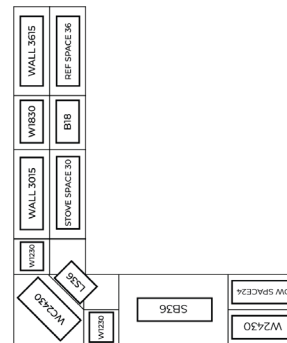 WALL 3615
REF SPACE 36
W1830
B18
WALL 3015
STOVE SPACE 30
W1230
LS36
WC2430
W1230
SB36
OW SPACE24
W2430